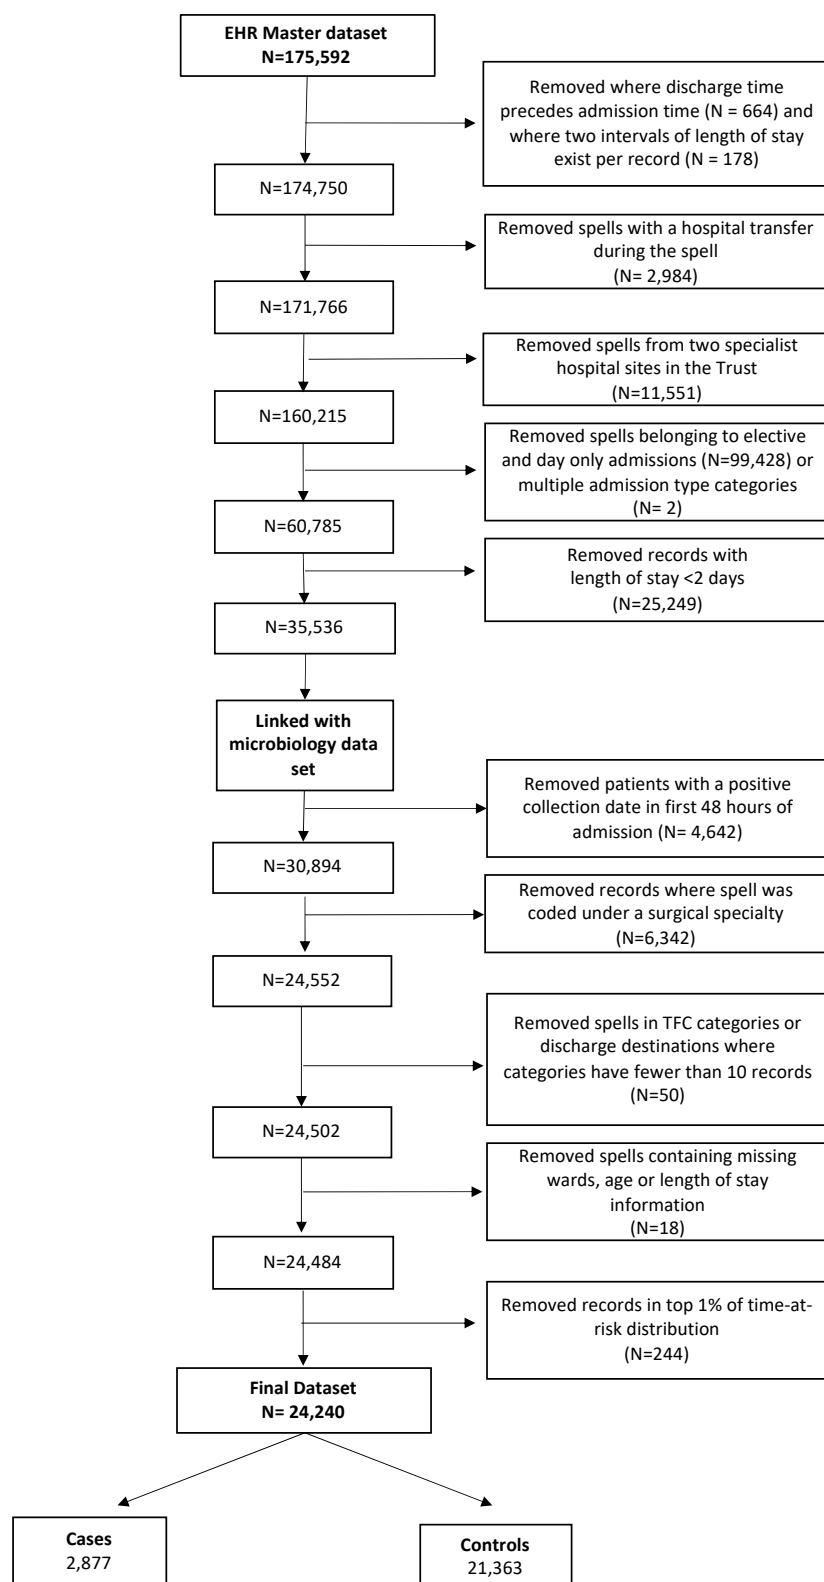 EHR Master dataset
N=175,592
Removed where discharge time
precedes admission time (N = 664) and
where two intervals of length of stay
exist per record (N = 178)
N=174,750
Removed spells with a hospital transfer
during the spell
(N= 2,984)
N=171,766
Removed spells from two specialist
hospital sites in the Trust
(N=11,551)
N=160,215
Removed spells belonging to elective
and day only admissions (N=99,428) or
multiple admission type categories
(N= 2)
N=60,785
Removed records with
length of stay <2 days
(N=25,249)
N=35,536
Linked with
microbiology data
set
Removed patients with a positive
collection date in first 48 hours of
admission (N= 4,642)
N=30,894
Removed records where spell was
coded under a surgical specialty
(N=6,342)
N=24,552
Removed spells in TFC categories or
discharge destinations where
categories have fewer than 10 records
(N=50)
N=24,502
Removed spells containing missing
wards, age or length of stay
information
(N=18)
N=24,484
Removed records in top 1% of time-at-
risk distribution
(N=244)
Final Dataset
N= 24,240
Cases
2,877
Controls
21,363